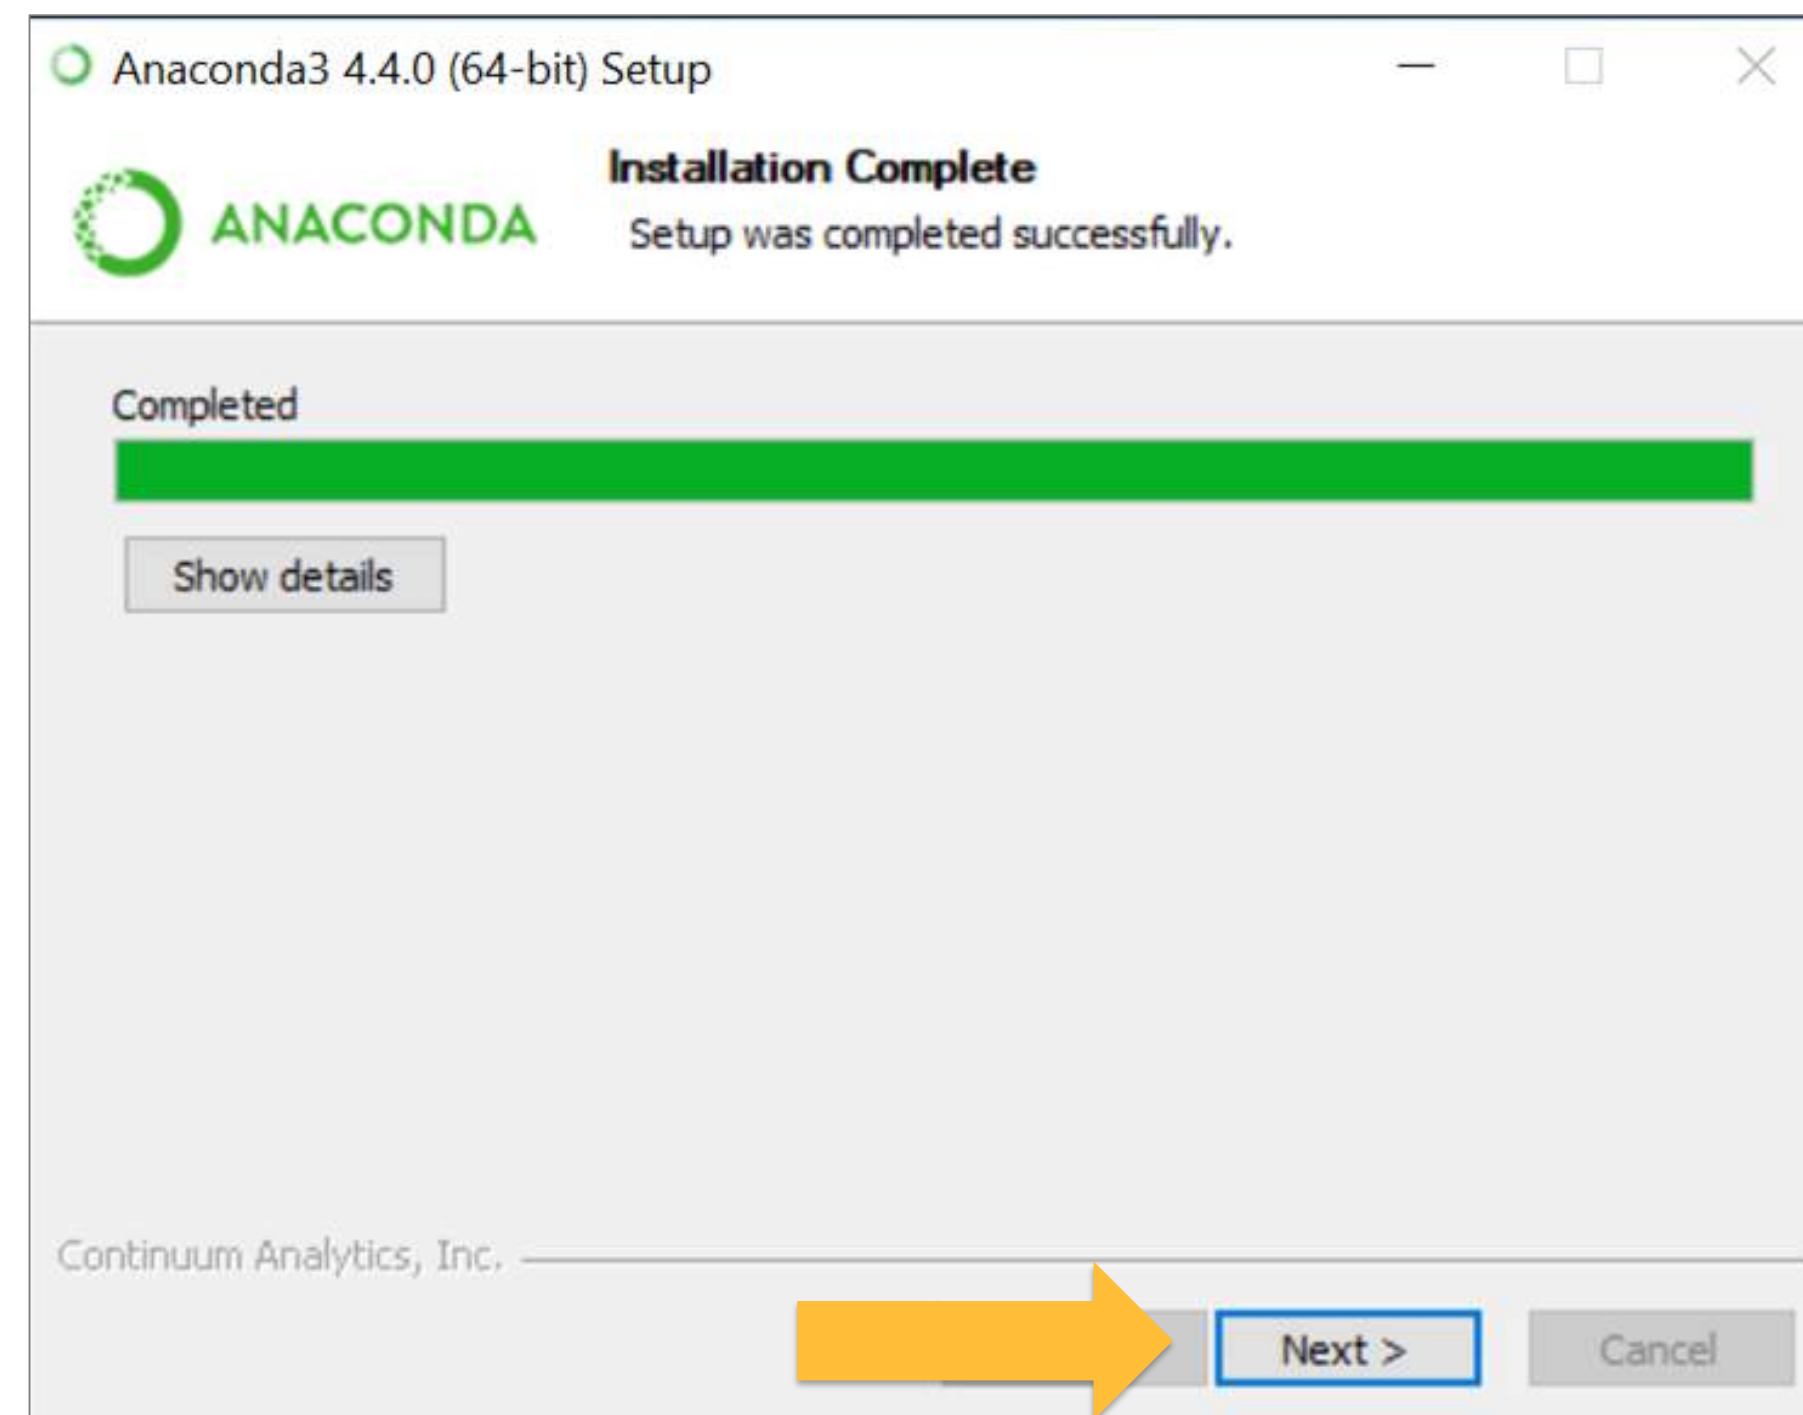 Anaconda3 4.4.0 (64-bit) Setup
ANACONDA
Installation Complete
Setup was completed successfully.
Completed
Show details
Continuum Analytics, Inc.
Next >
Cancel